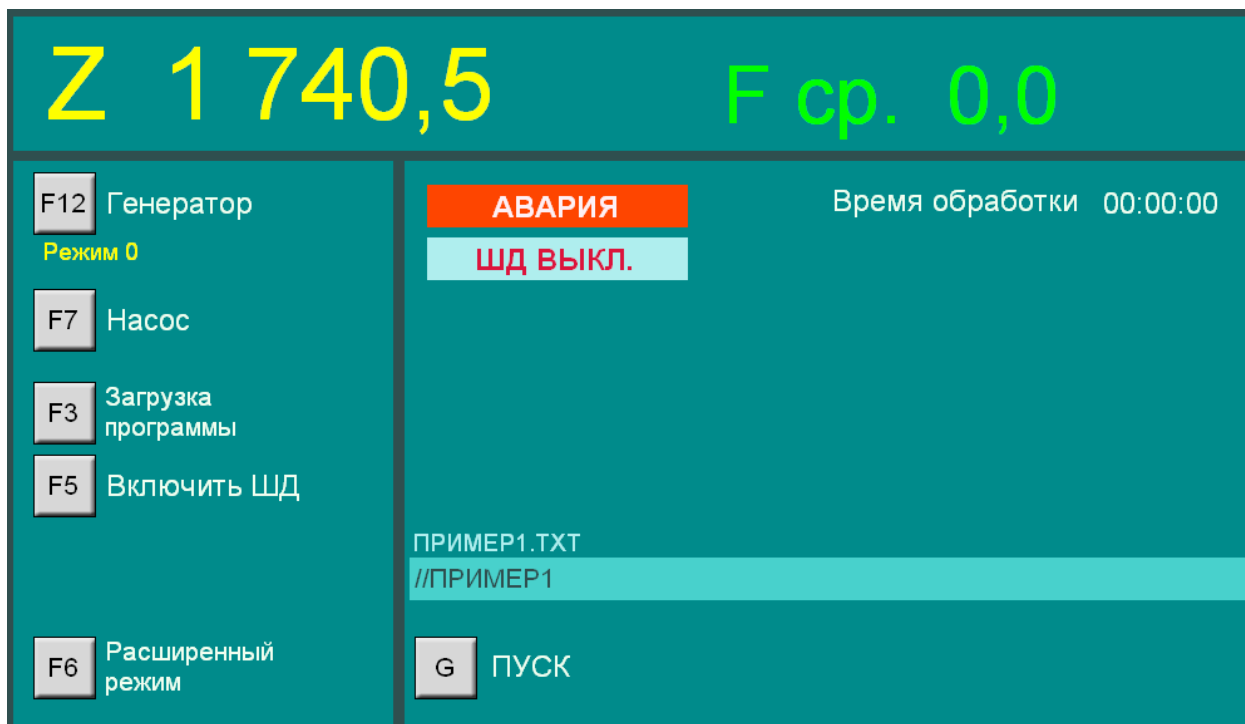 Z 1 740,5
F ср. 0,0
F12 Генератор
Режим 0
F7 Насос
F3 Загрузка
программы
F5 Включить ШД
F6 Расширенный
режим
АВАРИЯ
Время обработки 00:00:00
ШД ВЫКЛ.
ПРИМЕР1.TXT
//ПРИМЕР1
G ПУСК